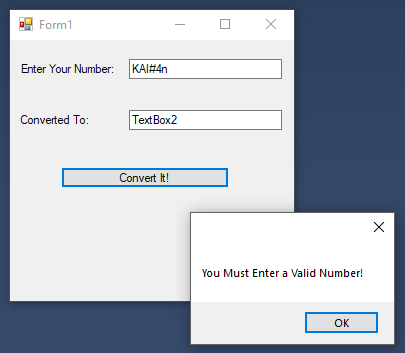 Form1
Enter Your Number: KAI#4n
Converted To: TextBox2
Convert It!
You Must Enter a Valid Number!
OK